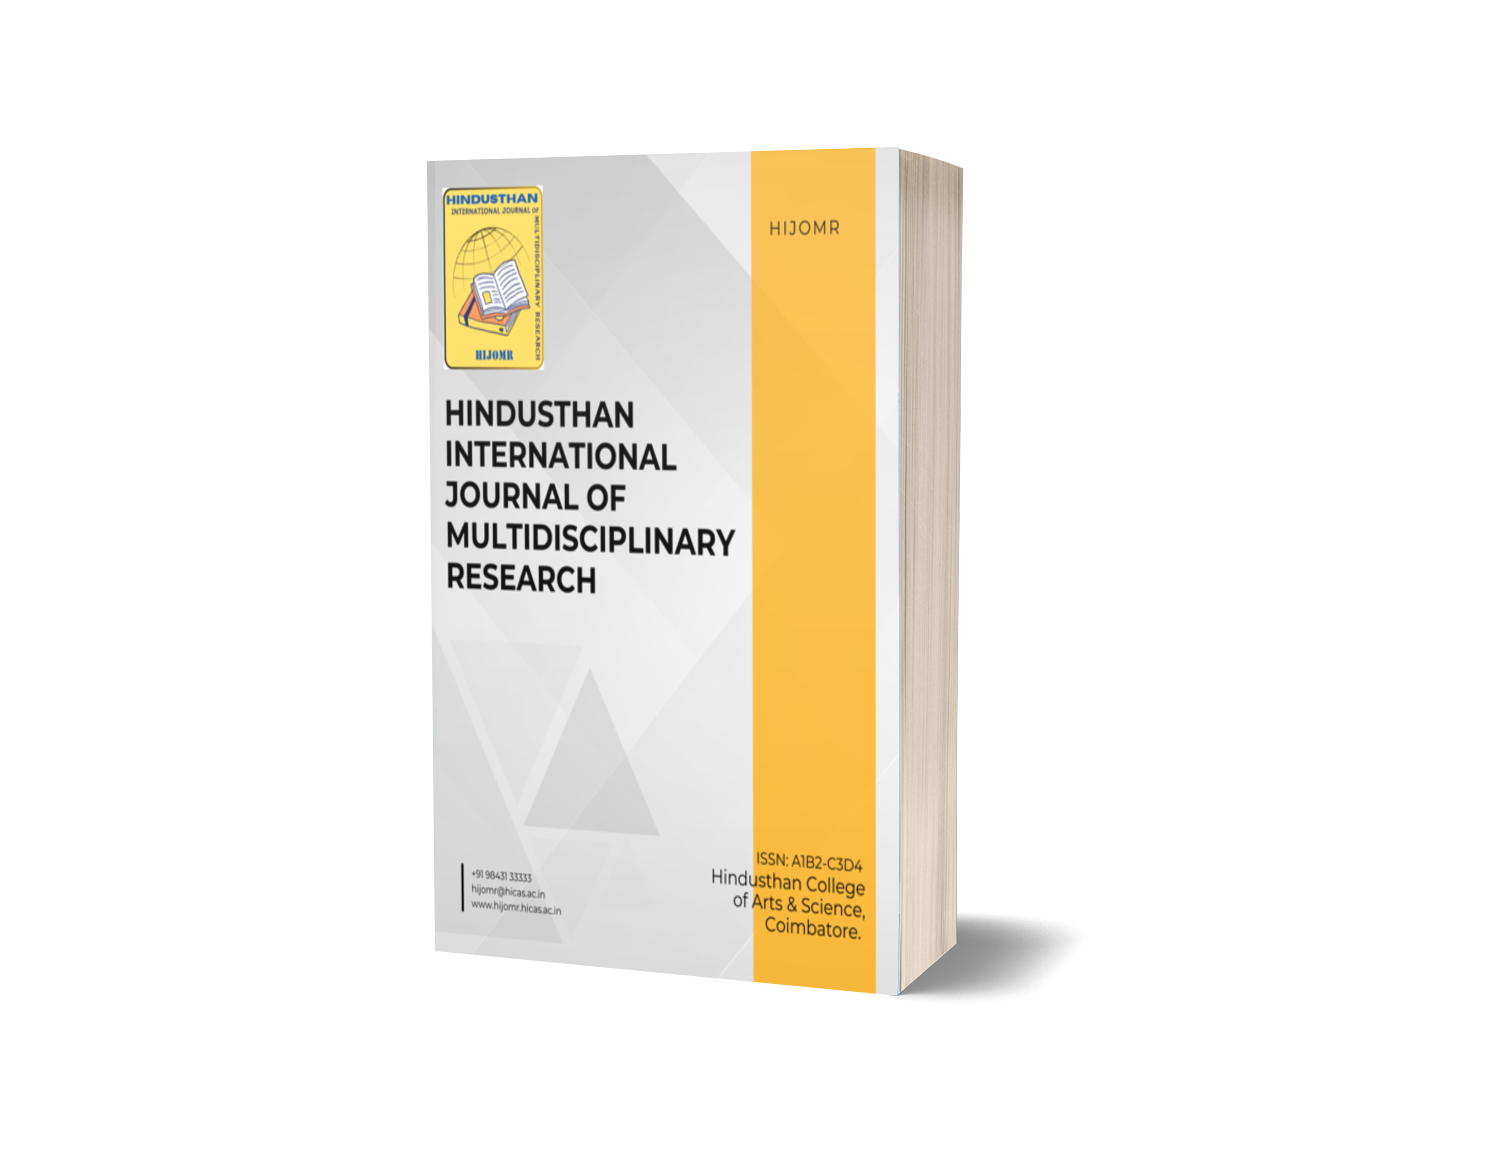 HINDUSTHAN
INTERNATIONAL JOURNAL OF
MULTIDISCIPLINARY RESEARCH
HIJOMR
HIJOMR
HINDUSTHAN
INTERNATIONAL
JOURNAL OF
MULTIDISCIPLINARY
RESEARCH
+91 98431 33333
hijomr@hicas.ac.in
www.hijomr.hicas.ac.in
ISSN: A1B2-C3D4
Hindusthan College
of Arts & Science,
Coimbatore.